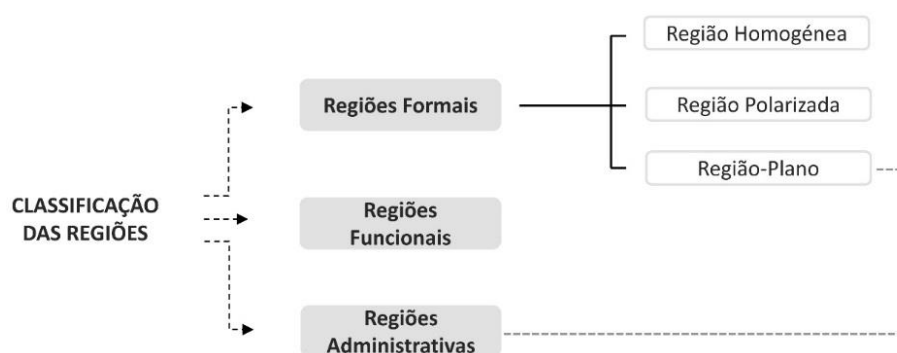 CLASSIFICAÇÃO
DAS REGIÕES
Regiões Formais
Regiões
Funcionais
Regiões
Administrativas
Região Homogénea
Região Polarizada
Região-Plano